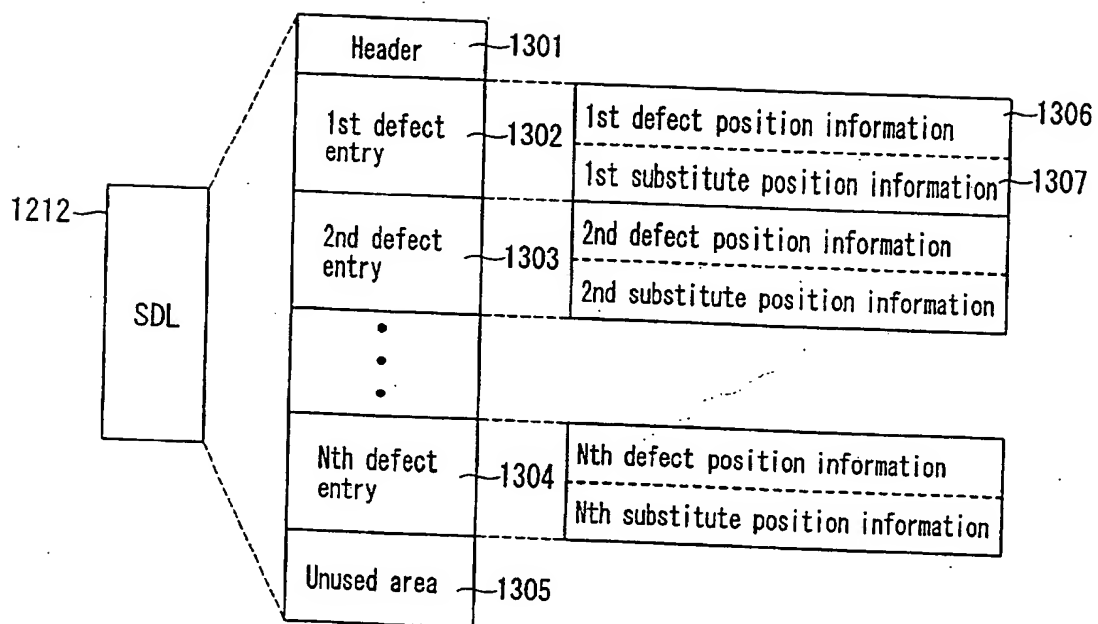 Header
1301
1st defect
entry
1302
1st defect position information
1306
1st substitute position information
1307
1212
SDL
2nd defect
entry
1303
2nd defect position information
2nd substitute position information
Nth defect
entry
1304
Nth defect position information
Nth substitute position information
Unused area
1305